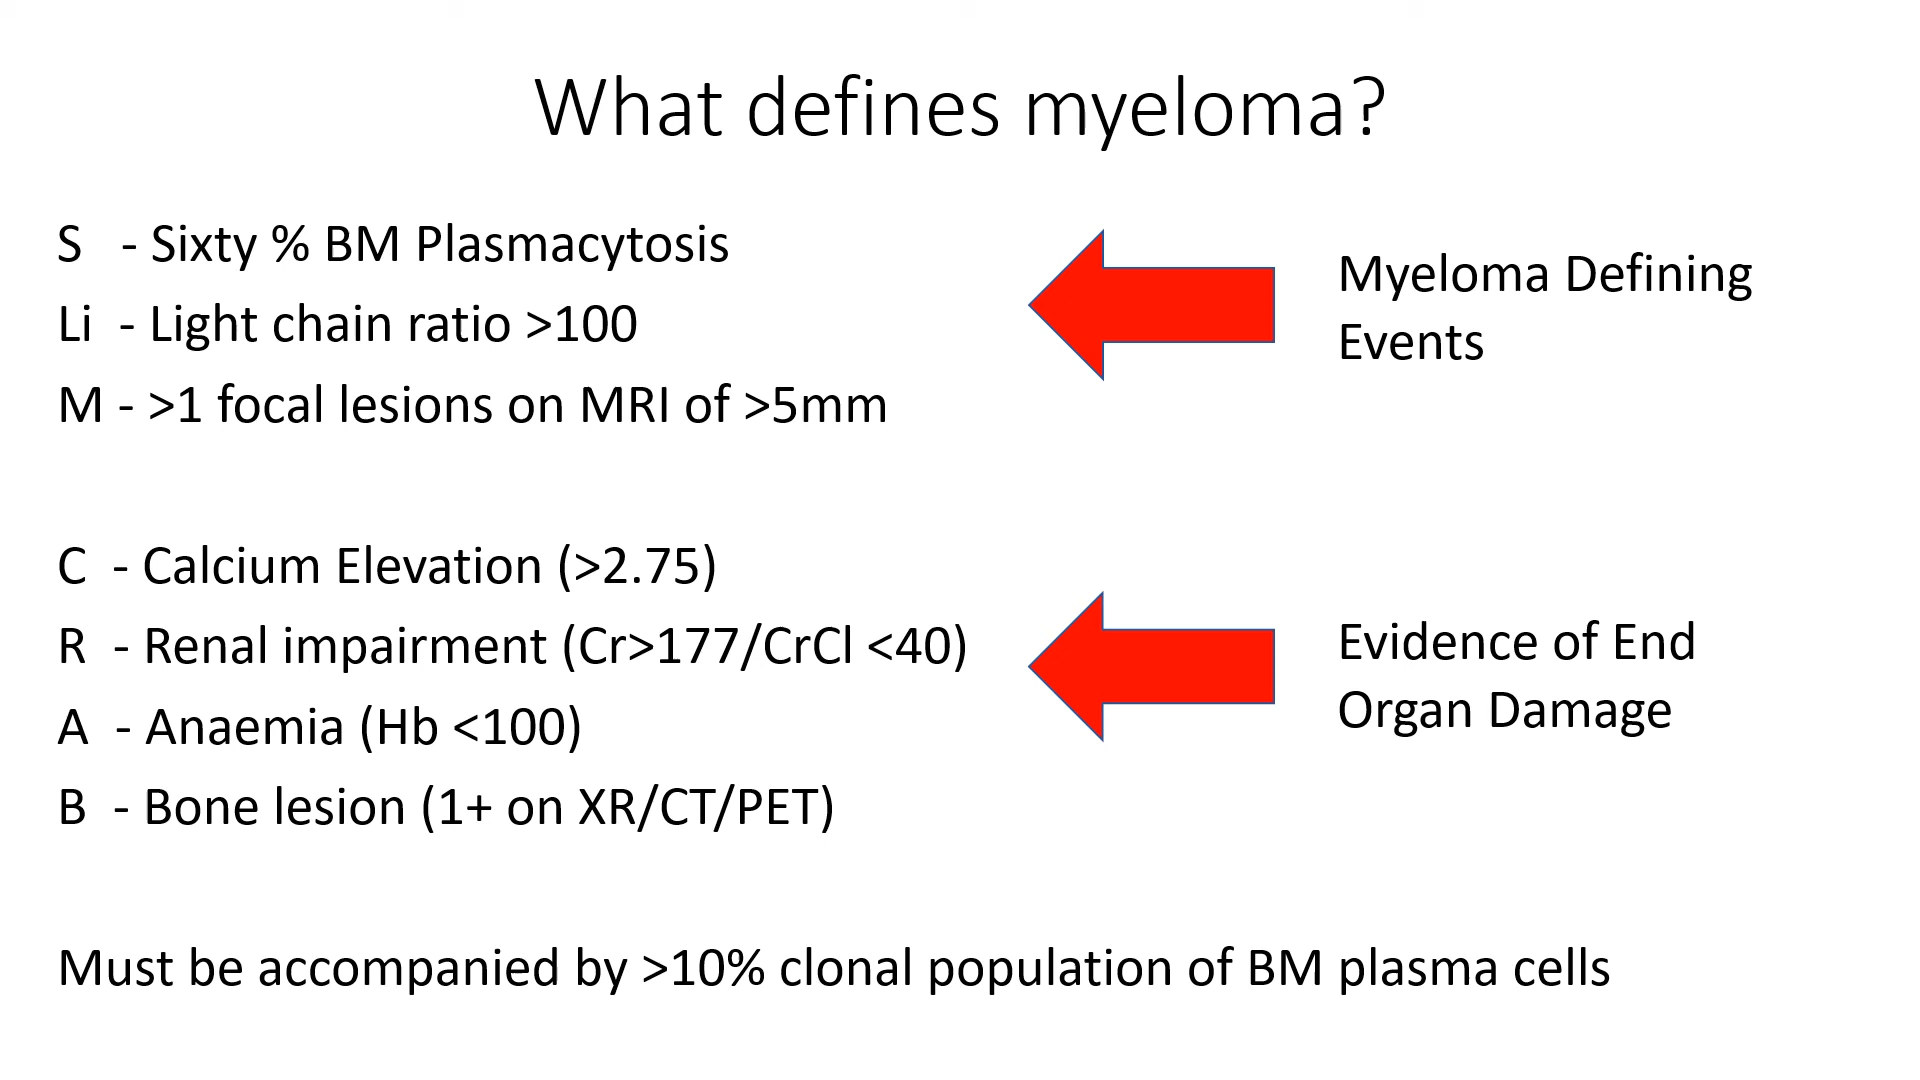 What defines myeloma?
S - Sixty % BM Plasmacytosis
Li - Light chain ratio >100
M - >1 focal lesions on MRI of >5mm
Myeloma Defining
Events
C - Calcium Elevation (>2.75)
R - Renal impairment (Cr>177/CrCl <40)
A - Anaemia (Hb <100)
B - Bone lesion (1+ on XR/CT/PET)
Evidence of End
Organ Damage
Must be accompanied by >10% clonal population of BM plasma cells